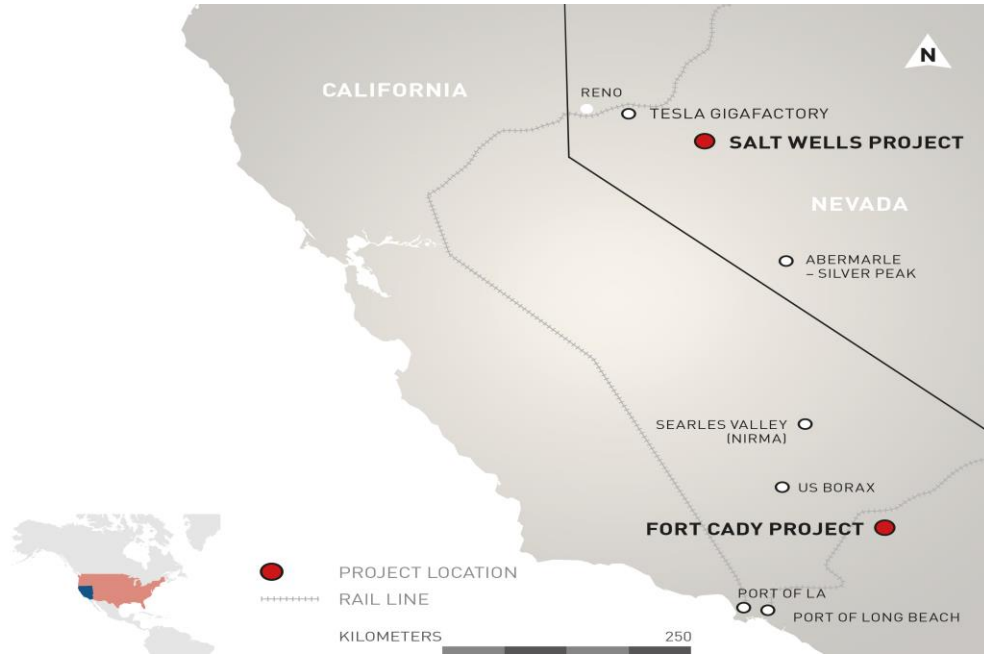 N
CALIFORNIA
RENO
TESLA GIGAFACTORY
SALT WELLS PROJECT
NEVADA
ABERMARLE
– SILVER PEAK
SEARLES VALLEY
(NIRMA)
US BORAX
FORT CADY PROJECT
PROJECT LOCATION
RAIL LINE
PORT OF LA
PORT OF LONG BEACH
KILOMETERS 250